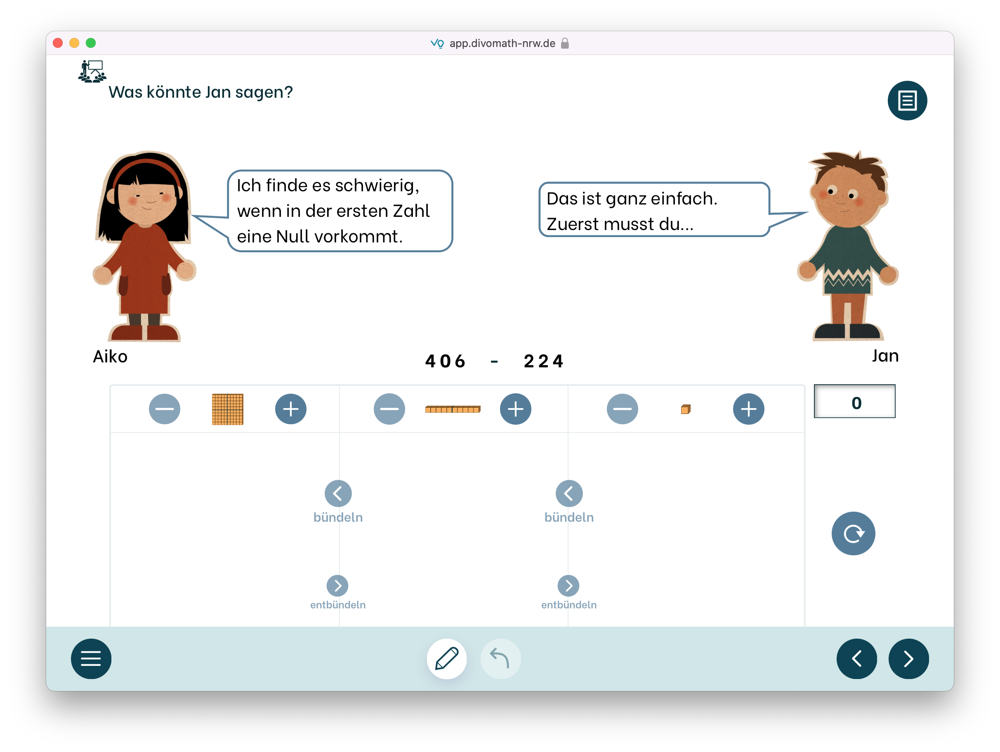 app.divomath-nrw.de
Was könnte Jan sagen?
Ich finde es schwierig,
wenn in der ersten Zahl
eine Null vorkommt.
Das ist ganz einfach.
Zuerst musst du...
Aiko
Jan
406 - 224
0
bündeln
bündeln
entbündeln
entbündeln